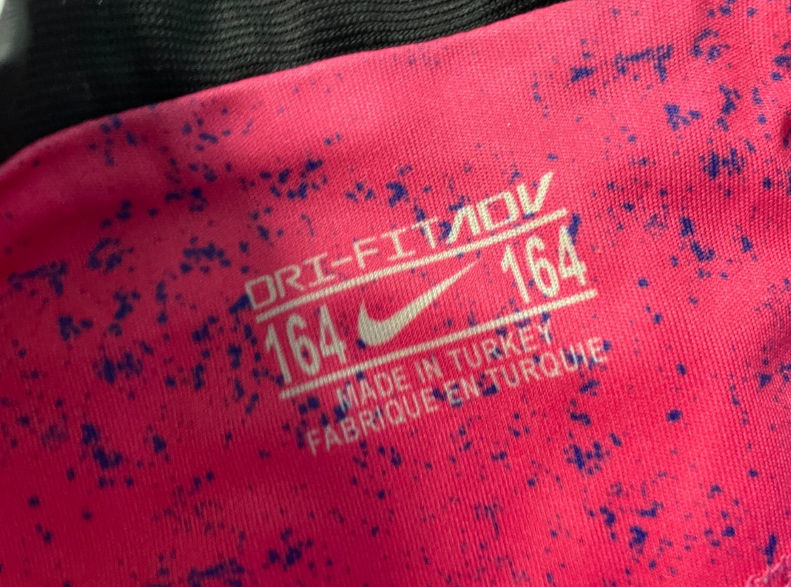 DRI-FIT ADV
164 164
MADE IN TURKEY
FABRIQUE EN TURQUIE